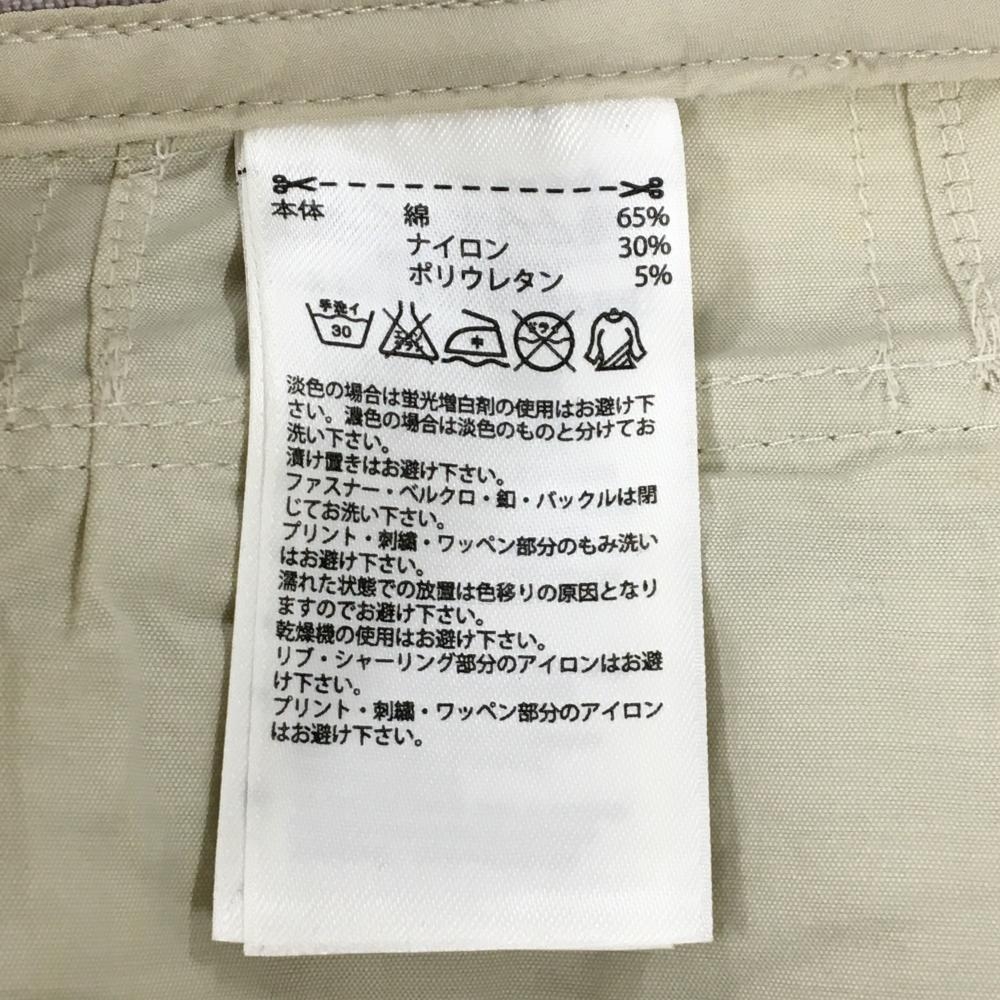 本体 綿 65%
ナイロン 30%
ポリウレタン 5%
手洗イ
30
エンソ
サラシ
中
ドライ
淡色の場合は蛍光増白剤の使用はお避け下
さい。濃色の場合は淡色のものと分けてお
洗い下さい。
漬け置きはお避け下さい。
ファスナー・ベルクロ・釦・バックルは閉
じてお洗い下さい。
プリント・刺繍・ワッペン部分のもみ洗い
はお避け下さい。
濡れた状態での放置は色移りの原因となり
ますのでお避け下さい。
乾燥機の使用はお避け下さい。
リブ・シャーリング部分のアイロンはお避
け下さい。
プリント・刺繍・ワッペン部分のアイロン
はお避け下さい。